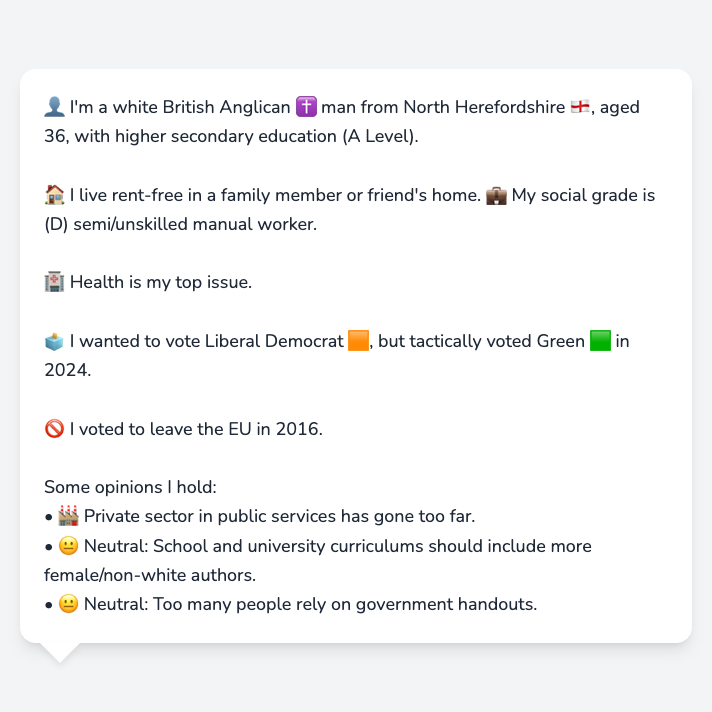 👤 I'm a white British Anglican ✝️ man from North Herefordshire 🏴󠁧󠁢󠁥󠁮󠁧󠁿, aged
36, with higher secondary education (A Level).
🏠 I live rent-free in a family member or friend's home. 💼 My social grade is
(D) semi/unskilled manual worker.
🏥 Health is my top issue.
🗳️ I wanted to vote Liberal Democrat 🟧, but tactically voted Green 🟩 in
2024.
🚫 I voted to leave the EU in 2016.
Some opinions I hold:
• 🏭 Private sector in public services has gone too far.
• 😐 Neutral: School and university curriculums should include more
female/non-white authors.
• 😐 Neutral: Too many people rely on government handouts.